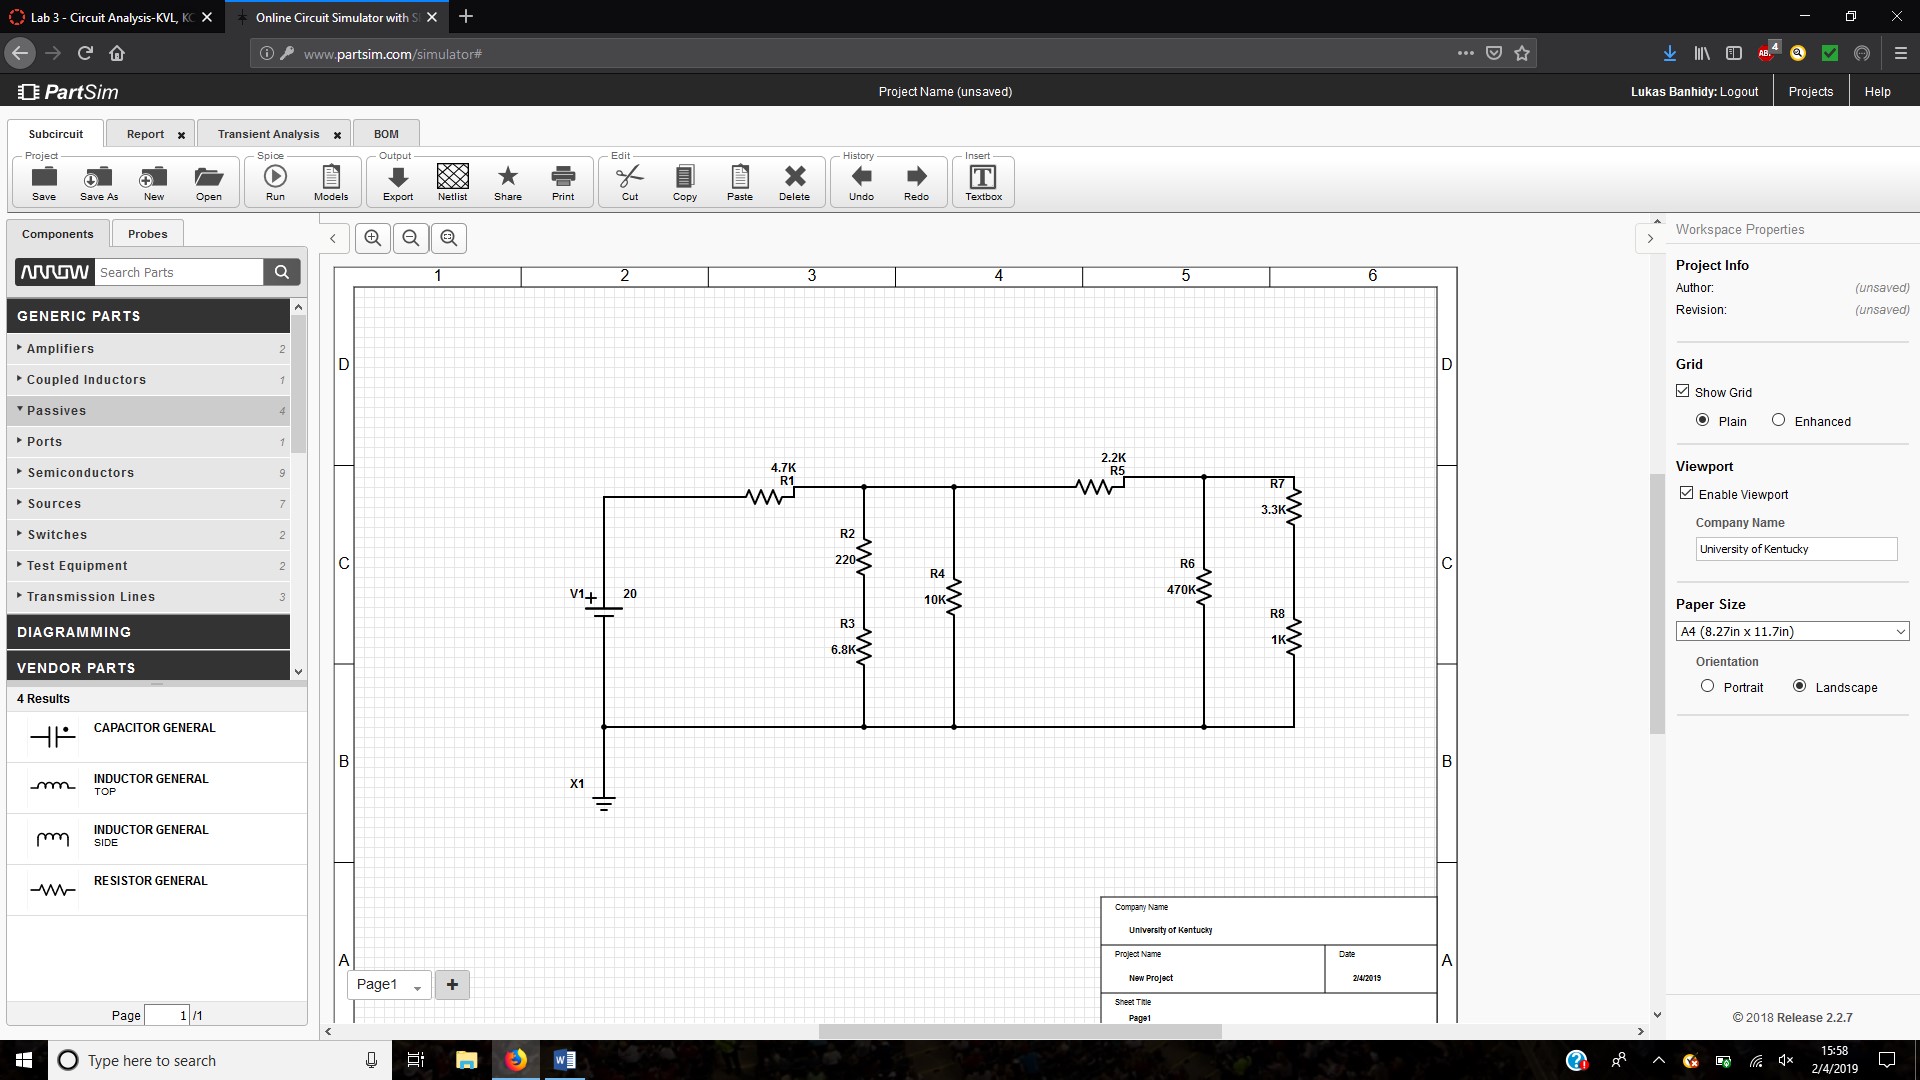 Lab 3 - Circuit Analysis-KVL, KC
Online Circuit Simulator with S
www.partsim.com/simulator#
4
PartSim
Project Name (unsaved)
Lukas Banhidy: Logout
Projects
Help
Subcircuit
Report
Transient Analysis
BOM
Project
Spice
Output
Edit
History
Insert
Save
Save As
New
Open
Run
Models
Export
Netlist
Share
Print
Cut
Copy
Paste
Delete
Undo
Redo
Textbox
Components
Probes
ARROW
Search Parts
GENERIC PARTS
Amplifiers 2
Coupled Inductors 1
Passives 4
Ports 1
Semiconductors 9
Sources 7
Switches 2
Test Equipment 2
Transmission Lines 3
DIAGRAMMING
VENDOR PARTS
4 Results
CAPACITOR GENERAL
INDUCTOR GENERAL
TOP
INDUCTOR GENERAL
SIDE
RESISTOR GENERAL
Page 1 /1
1 2 3 4 5 6
D D
C C
B B
A A
4.7K
R1
2.2K
R5
R7
3.3K
R2
220
R4
10K
R6
470K
V1 + 20
R3
6.8K
R8
1K
X1
Company Name
University of Kentucky
Project Name
New Project
Date
2/4/2019
Sheet Title
Page1
Page1
Workspace Properties
Project Info
Author: (unsaved)
Revision: (unsaved)
Grid
Show Grid
Plain
Enhanced
Viewport
Enable Viewport
Company Name
University of Kentucky
Paper Size
A4 (8.27in x 11.7in)
Orientation
Portrait
Landscape
© 2018 Release 2.2.7
Type here to search
15:58
2/4/2019